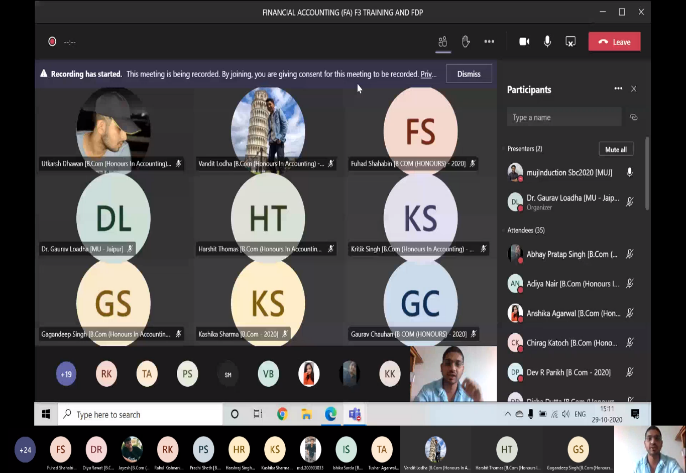 FINANCIAL ACCOUNTING (FA) F3 TRAINING AND FDP
--:--
Leave
Recording has started. This meeting is being recorded. By joining, you are giving consent for this meeting to be recorded. Priv...
Dismiss
Participants
Type a name
Presenters (2)
Mute all
mujinduction Sbc2020 [MUJ]
DL
Dr. Gaurav Loadha [MU - Jaip...
Organizer
Attendees (35)
Abhay Pratap Singh [B.Com (...
AN
Adiya Nair [B.Com (Honours I...
Anshika Agarwal [B.Com (Hon...
CK
Chirag Katoch [B.Com (Hono...
DP
Dev R Parikh [B.Com - 2020]
Utkarsh Dhawan [B.Com (Honours In Accounting)...
Vandit Lodha [B.Com (Honours In Accounting) -...
FS
Fuhad Shahabin [B COM (HONOURS) - 2020]
DL
Dr. Gaurav Loadha [MU - Jaipur]
HT
Harshit Thomas [B.Com (Honours In Accountin...
KS
Kritik Singh [B.Com (Honours In Accounting) -...
GS
Gagandeep Singh [B.Com (Honours In Accountin...
KS
Kashika Sharma [B.Com - 2020]
GC
Gaurav Chauhan [B COM (HONOURS) - 2020]
+19
RK
TA
PS
SM
VB
KK
Type here to search
ENG
15:11
29-10-2020
+24
FS
DR
RK
PS
HR
KS
IS
TA
HT
GS
Kashika Sharma